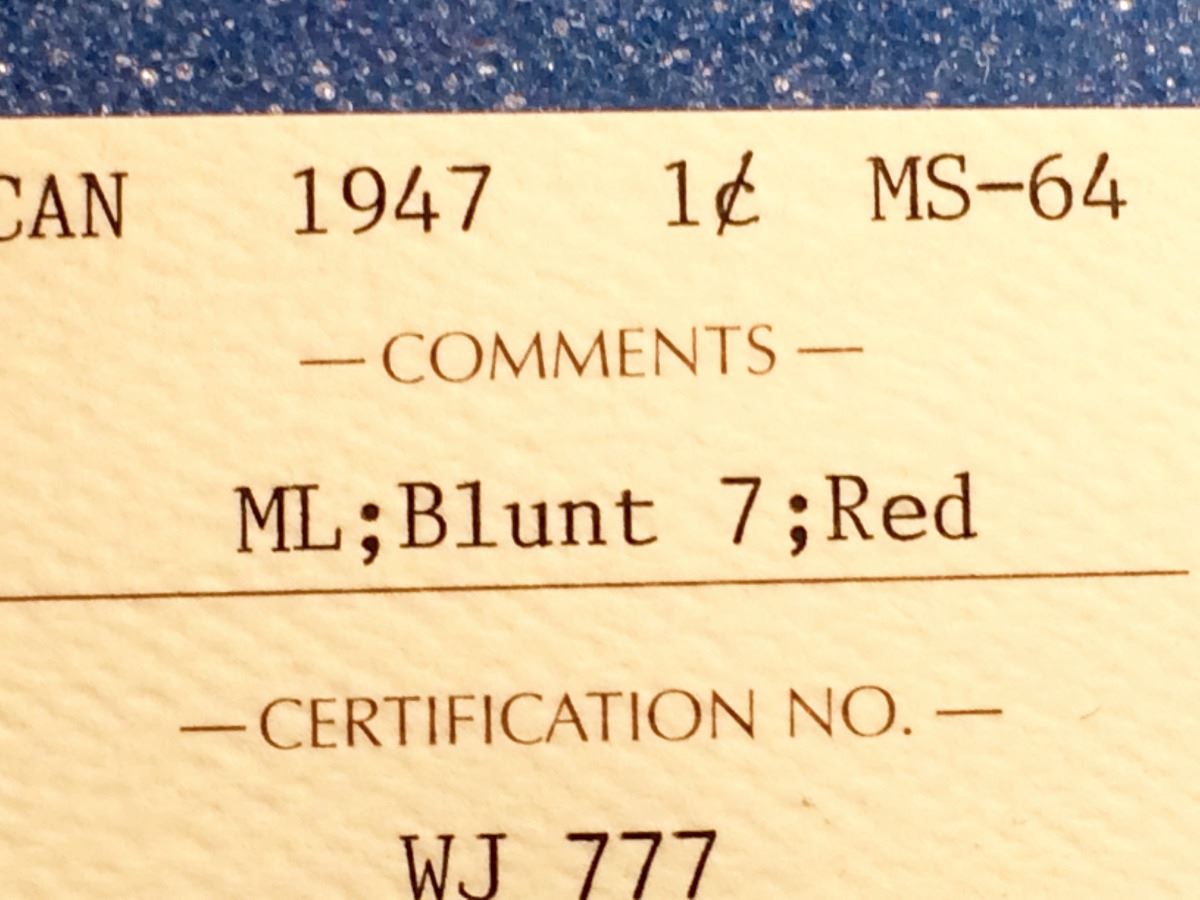 CAN 1947 1¢ MS-64
— COMMENTS —
ML;Blunt 7;Red
— CERTIFICATION NO. —
WJ 777